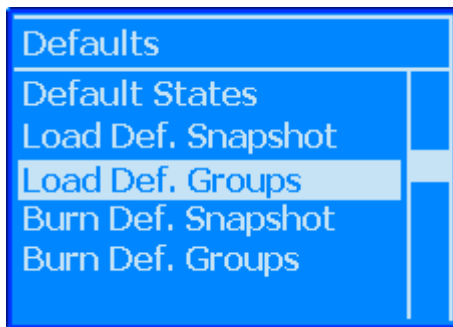 Defaults
Default States
Load Def. Snapshot
Load Def. Groups
Burn Def. Snapshot
Burn Def. Groups